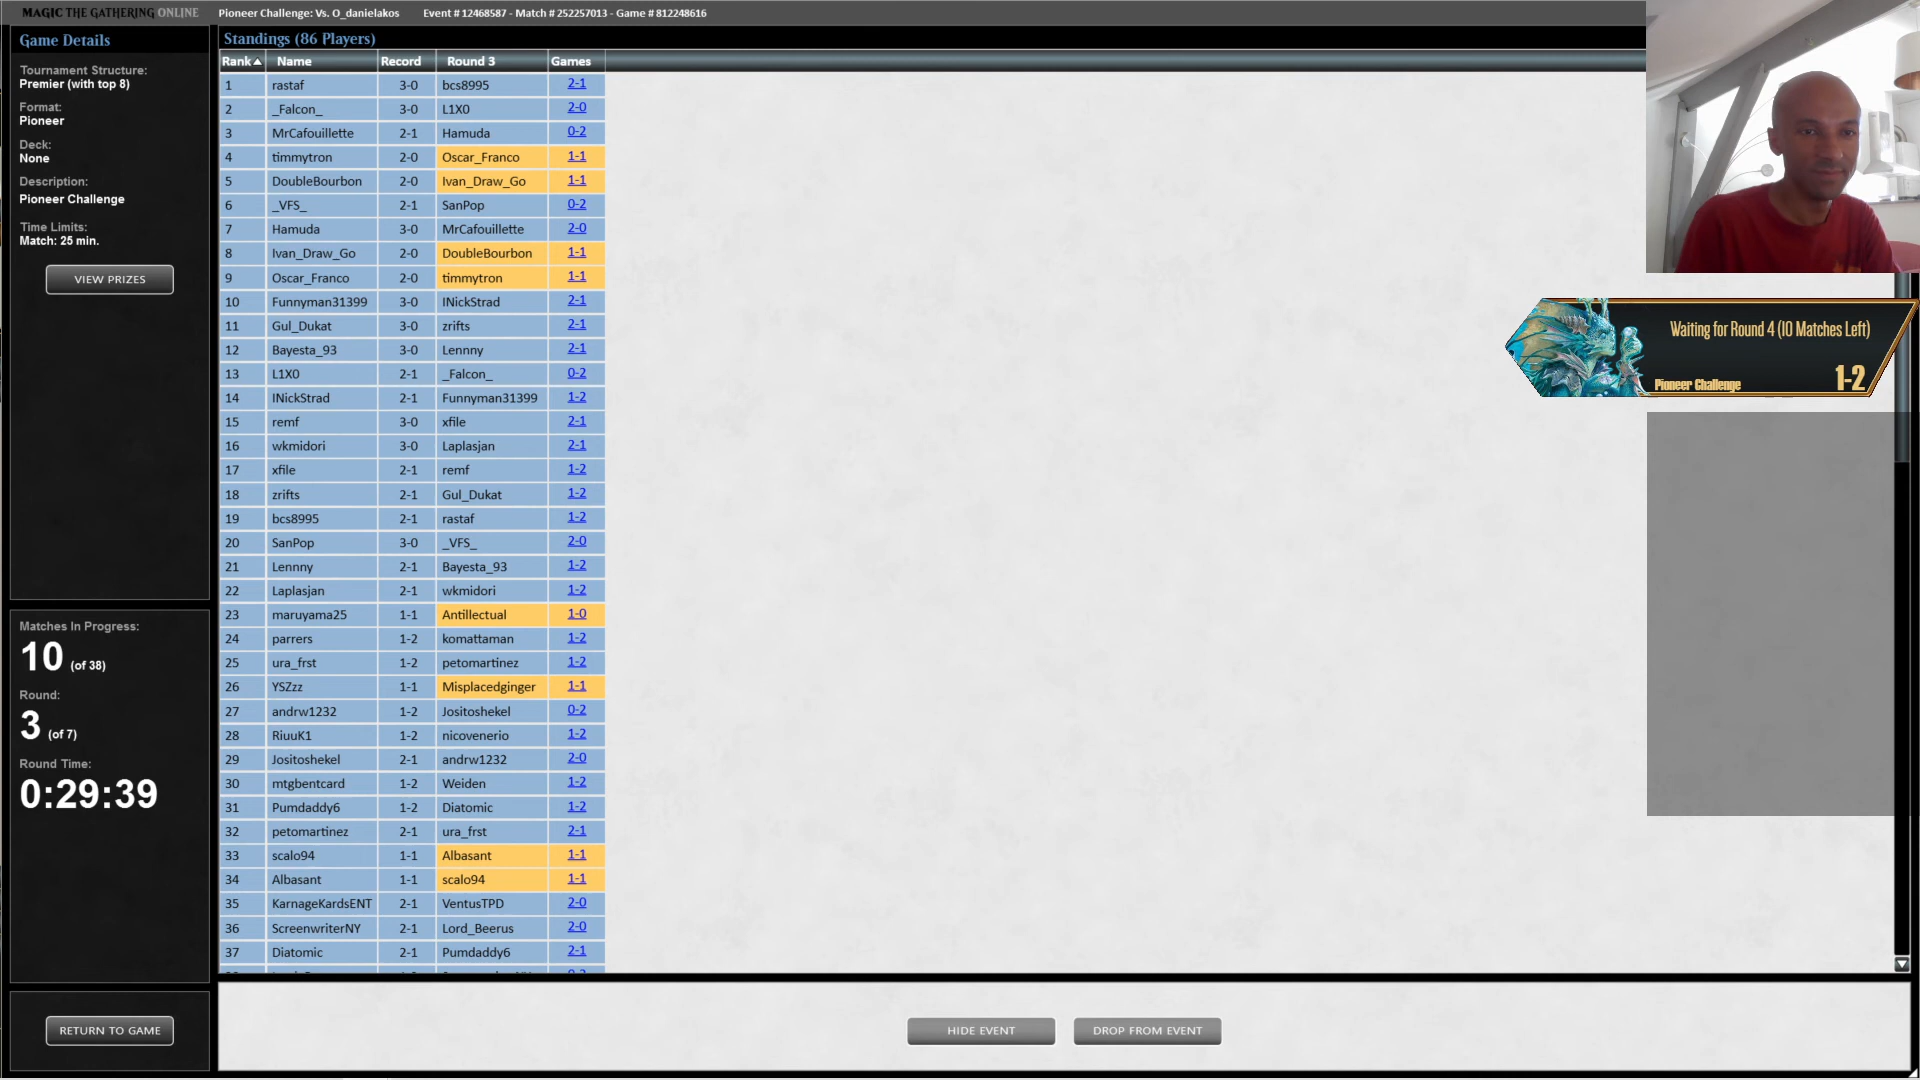 MAGIC THE GATHERING ONLINE Pioneer Challenge: Vs. O_danielakos Event # 12468587 - Match # 252257013 - Game # 812248616
Game Details
Tournament Structure:
Premier (with top 8)
Format:
Pioneer
Deck:
None
Description:
Pioneer Challenge
Time Limits:
Match: 25 min.
VIEW PRIZES
Matches In Progress:
10 (of 38)
Round:
3 (of 7)
Round Time:
0:29:39
RETURN TO GAME
Standings (86 Players)
Rank Name Record Round 3 Games
1 rastaf 3-0 bcs8995 2-1
2 _Falcon_ 3-0 L1X0 2-0
3 MrCafouillette 2-1 Hamuda 0-2
4 timmytron 2-0 Oscar_Franco 1-1
5 DoubleBourbon 2-0 Ivan_Draw_Go 1-1
6 _VFS_ 2-1 SanPop 0-2
7 Hamuda 3-0 MrCafouillette 2-0
8 Ivan_Draw_Go 2-0 DoubleBourbon 1-1
9 Oscar_Franco 2-0 timmytron 1-1
10 Funnyman31399 3-0 INickStrad 2-1
11 Gul_Dukat 3-0 zrifts 2-1
12 Bayesta_93 3-0 Lennny 2-1
13 L1X0 2-1 _Falcon_ 0-2
14 INickStrad 2-1 Funnyman31399 1-2
15 remf 3-0 xfile 2-1
16 wkmidori 3-0 Laplasjan 2-1
17 xfile 2-1 remf 1-2
18 zrifts 2-1 Gul_Dukat 1-2
19 bcs8995 2-1 rastaf 1-2
20 SanPop 3-0 _VFS_ 2-0
21 Lennny 2-1 Bayesta_93 1-2
22 Laplasjan 2-1 wkmidori 1-2
23 maruyama25 1-1 Antillectual 1-0
24 parrers 1-2 komattaman 1-2
25 ura_frst 1-2 petomartinez 1-2
26 YSZzz 1-1 Misplacedginger 1-1
27 andrw1232 1-2 Jositoshekel 0-2
28 RiuuK1 1-2 nicovenerio 1-2
29 Jositoshekel 2-1 andrw1232 2-0
30 mtgbentcard 1-2 Weiden 1-2
31 Pumdaddy6 1-2 Diatomic 1-2
32 petomartinez 2-1 ura_frst 2-1
33 scalo94 1-1 Albasant 1-1
34 Albasant 1-1 scalo94 1-1
35 KarnageKardsENT 2-1 VentusTPD 2-0
36 ScreenwriterNY 2-1 Lord_Beerus 2-0
37 Diatomic 2-1 Pumdaddy6 2-1
HIDE EVENT DROP FROM EVENT
Waiting for Round 4 (10 Matches Left)
Pioneer Challenge 1-2